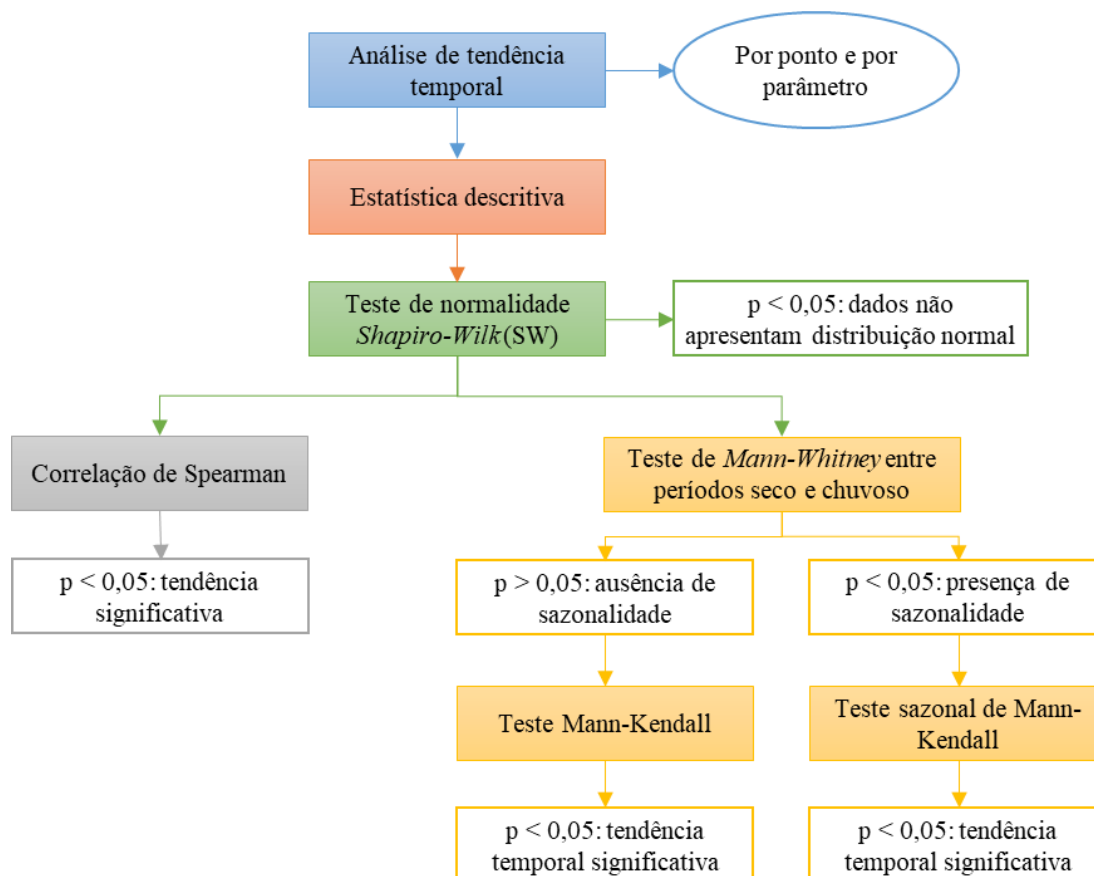 Análise de tendência
temporal
Por ponto e por
parâmetro
Estatística descritiva
Teste de normalidade
Shapiro-Wilk (SW)
p < 0,05: dados não
apresentam distribuição normal
Correlação de Spearman
Teste de Mann-Whitney entre
períodos seco e chuvoso
p < 0,05: tendência
significativa
p > 0,05: ausência de
sazonalidade
p < 0,05: presença de
sazonalidade
Teste Mann-Kendall
Teste sazonal de Mann-
Kendall
p < 0,05: tendência
temporal significativa
p < 0,05: tendência
temporal significativa